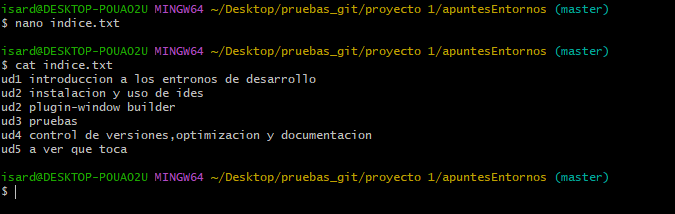 isard@DESKTOP-POUAO2U MINGW64 ~/Desktop/pruebas_git/proyecto 1/apuntesEntornos (master)
$ nano indice.txt
isard@DESKTOP-POUAO2U MINGW64 ~/Desktop/pruebas_git/proyecto 1/apuntesEntornos (master)
$ cat indice.txt
ud1 introduccion a los entronos de desarrollo
ud2 instalacion y uso de ides
ud2 plugin-window builder
ud3 pruebas
ud4 control de versiones,optimizacion y documentacion
ud5 a ver que toca
isard@DESKTOP-POUAO2U MINGW64 ~/Desktop/pruebas_git/proyecto 1/apuntesEntornos (master)
$